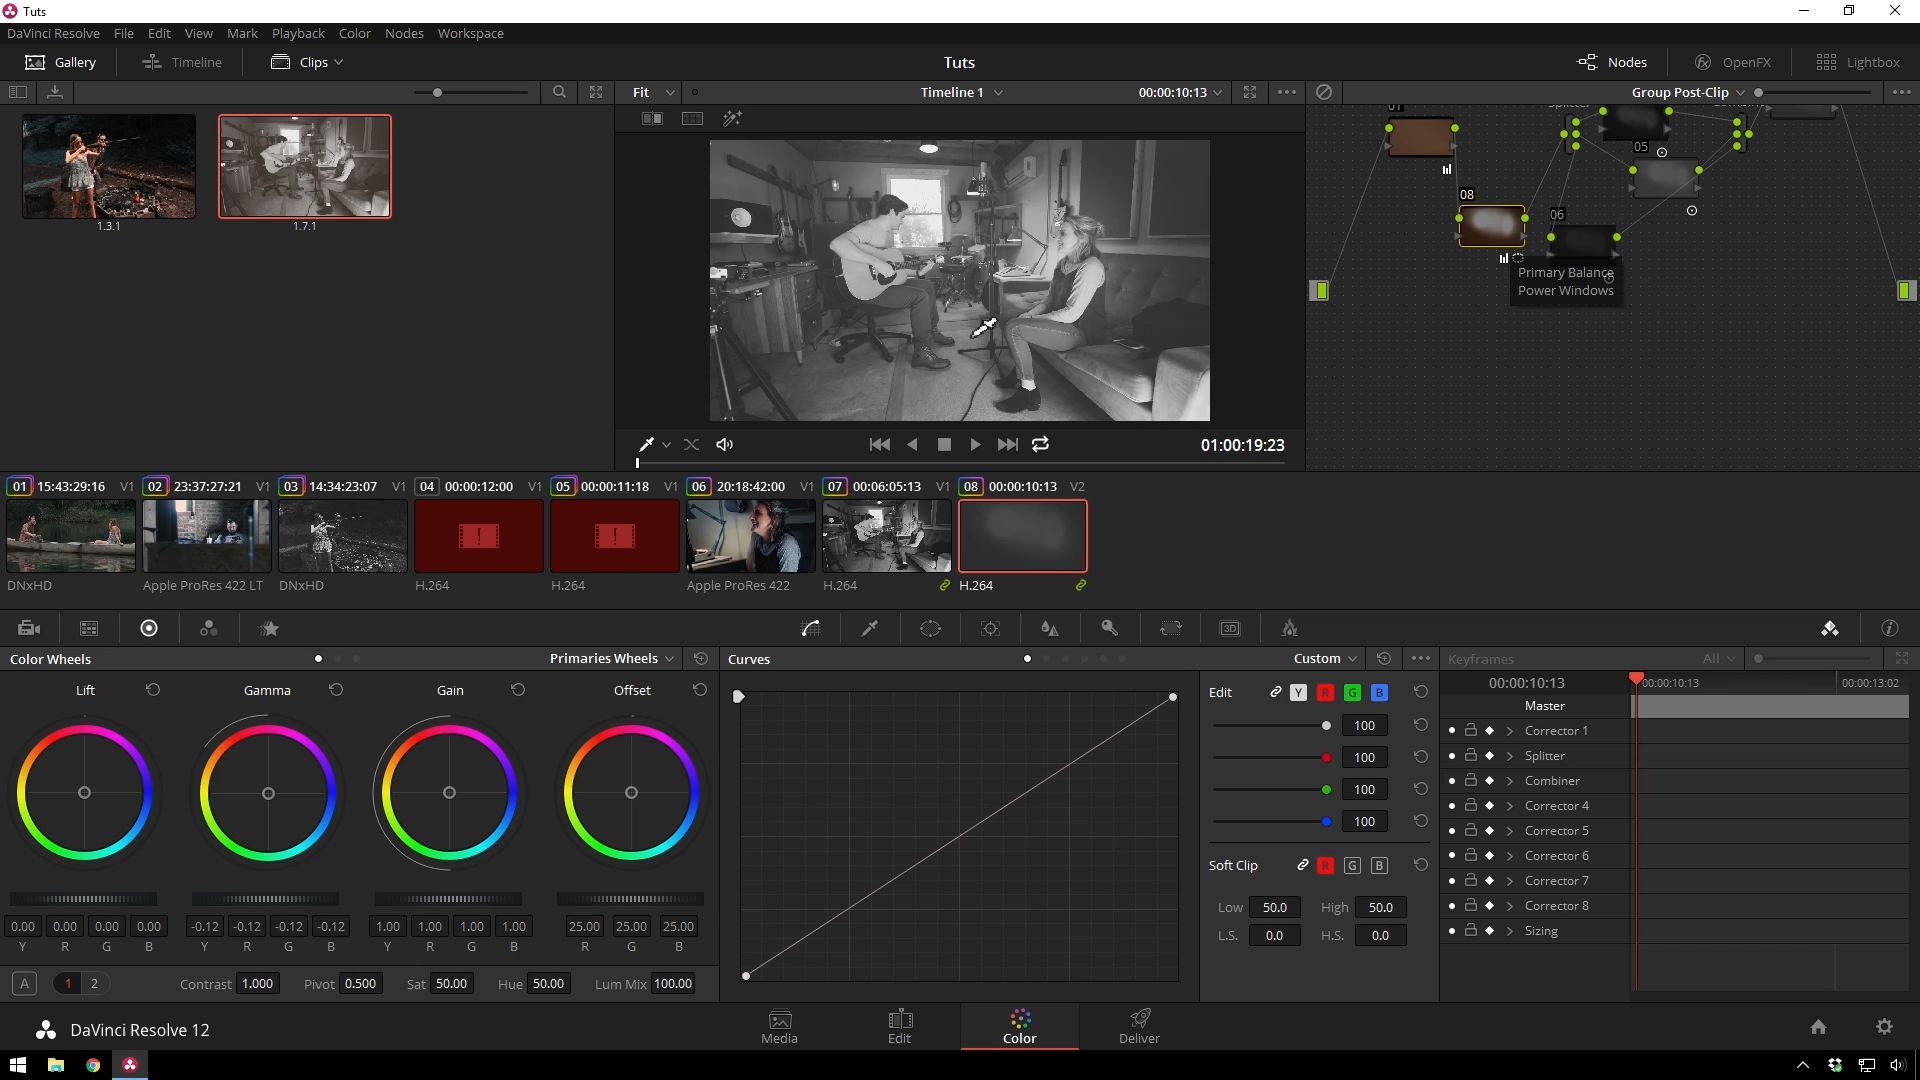 Tuts
DaVinci Resolve File Edit View Mark Playback Color Nodes Workspace
Gallery Timeline Clips Tuts Nodes OpenFX Lightbox
Fit Timeline 1 00:00:10:13 Group Post-Clip
1.3.1 1.7.1
05
08
06
Primary Balance
Power Windows
01:00:19:23
01 15:43:29:16 V1 02 23:37:27:21 V1 03 14:34:23:07 V1 04 00:00:12:00 V1 05 00:00:11:18 V1 06 20:18:42:00 V1 07 00:06:05:13 V1 08 00:00:10:13 V2
DNxHD Apple ProRes 422 LT DNxHD H.264 H.264 Apple ProRes 422 H.264 H.264
3D
Color Wheels Primaries Wheels Curves Custom Keyframes All
Lift Gamma Gain Offset
Edit Y R G B
100
100
100
100
Soft Clip R G B
Low 50.0 High 50.0
L.S. 0.0 H.S. 0.0
00:00:10:13 00:00:10:13 00:00:13:02
Master
Corrector 1
Splitter
Combiner
Corrector 4
Corrector 5
Corrector 6
Corrector 7
Corrector 8
Sizing
0.00 0.00 0.00 0.00 -0.12 -0.12 -0.12 -0.12 1.00 1.00 1.00 1.00 25.00 25.00 25.00
Y R G B Y R G B Y R G B R G B
A 1 2 Contrast 1.000 Pivot 0.500 Sat 50.00 Hue 50.00 Lum Mix 100.00
DaVinci Resolve 12 Media Edit Color Deliver